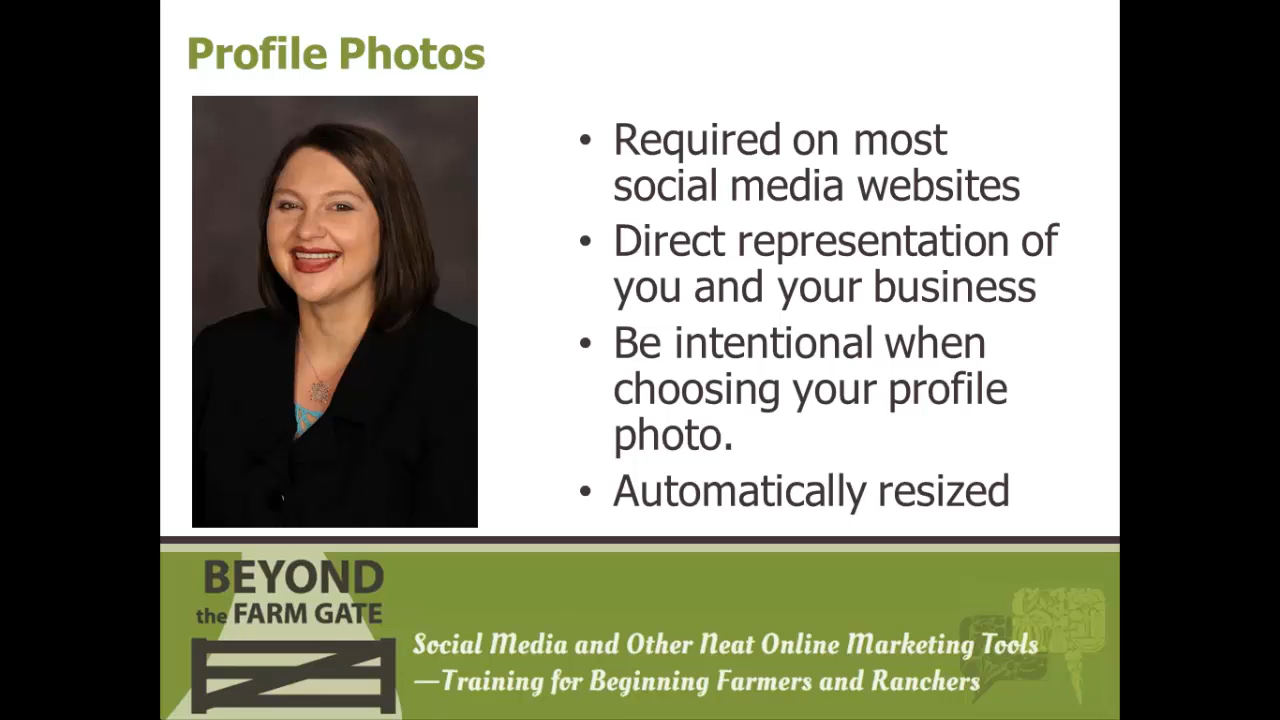 Profile Photos
• Required on most
social media websites
• Direct representation of
you and your business
• Be intentional when
choosing your profile
photo.
• Automatically resized
BEYOND
the FARM GATE
Social Media and Other Neat Online Marketing Tools
—Training for Beginning Farmers and Ranchers